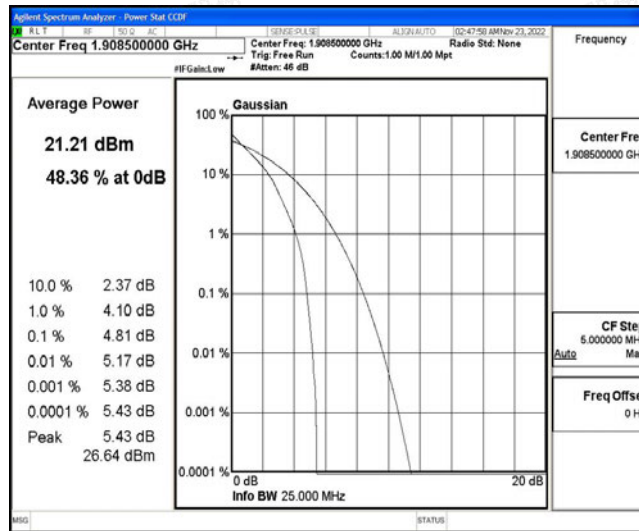 Agilent Spectrum Analyzer - Power Stat CCDF
RLT RF 50 Ω AC SENSE:PULSE ALIGNAUTO 02:47:58 AM Nov 23, 2022
Center Freq 1.908500000 GHz
Center Freq: 1.908500000 GHz Radio Std: None
Trig: Free Run Counts:1.00 M/1.00 Mpt
#IFGain:Low #Atten: 46 dB
Frequency
Average Power
21.21 dBm
48.36 % at 0dB
10.0 % 2.37 dB
1.0 % 4.10 dB
0.1 % 4.81 dB
0.01 % 5.17 dB
0.001 % 5.38 dB
0.0001 % 5.43 dB
Peak 5.43 dB
26.64 dBm
Gaussian
100 %
10 %
1 %
0.1 %
0.01 %
0.001 %
0.0001 %
0 dB 20 dB
Info BW 25.000 MHz
Center Fre
1.908500000 GH
CF Ste
5.000000 MH
Auto Ma
Freq Offse
0 H
MSG STATUS